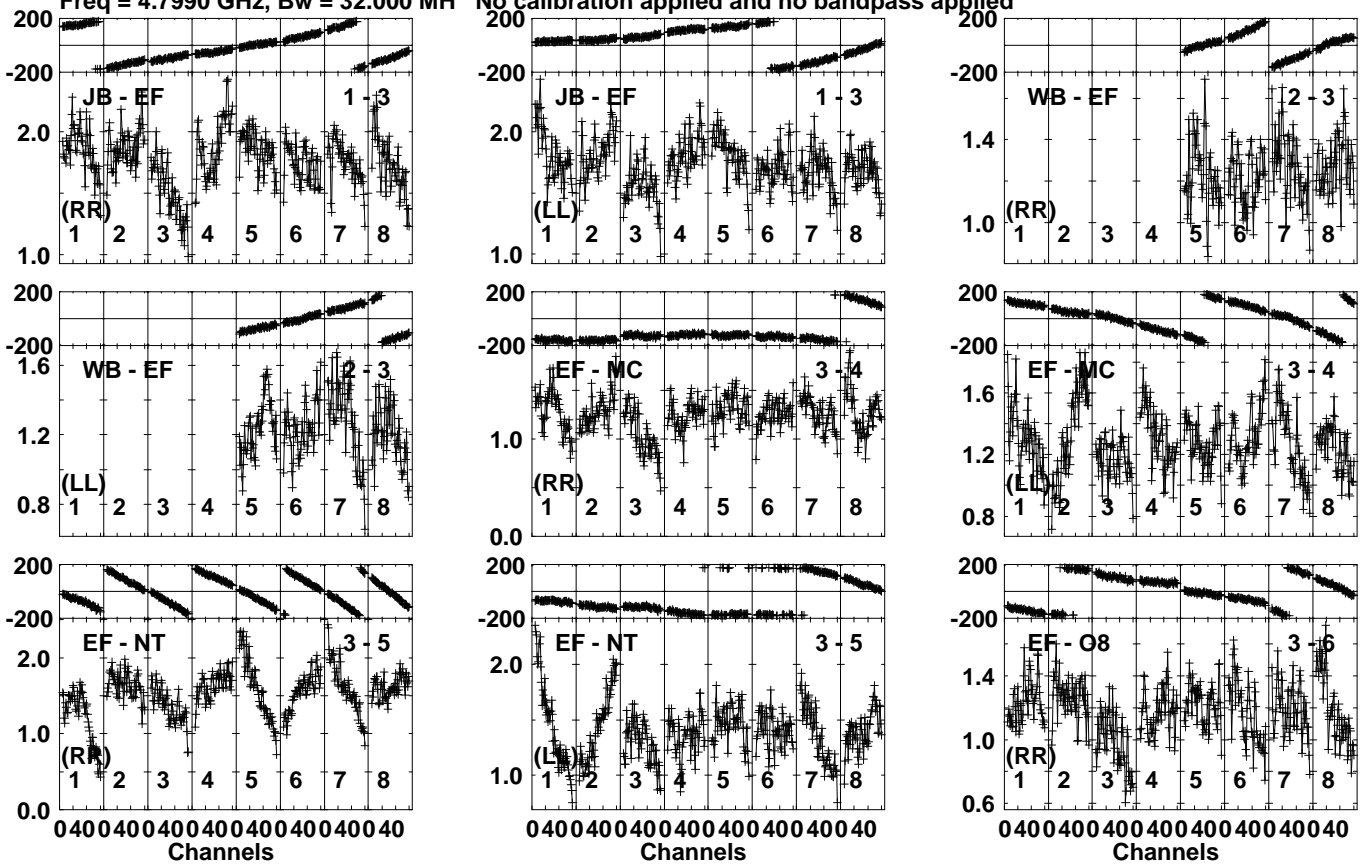 Freq = 4.7990 GHz, Bw = 32.000 MH No calibration applied and no bandpass applied
200
-200
JB - EF 1 - 3
2.0
(RR)
1 2 3 4 5 6 7 8
1.0
200
-200
JB - EF 1 - 3
2.0
(LL)
1 2 3 4 5 6 7 8
1.0
200
-200
WB - EF 2 - 3
1.4
1.0
(RR)
1 2 3 4 5 6 7 8
200
-200
1.6
WB - EF 2 - 3
1.2
(LL)
0.8
1 2 3 4 5 6 7 8
200
-200
EF - MC 3 - 4
1.0
(RR)
1 2 3 4 5 6 7 8
0.0
200
-200
EF - MC 3 - 4
1.6
1.2
(LL)
0.8
1 2 3 4 5 6 7 8
200
-200
EF - NT 3 - 5
2.0
1.0
(RR)
1 2 3 4 5 6 7 8
0.0
0 40 0 40 0 40 0 40 0 40 0 40 0 40 0 40
Channels
200
-200
EF - NT 3 - 5
2.0
(LL)
1.0
1 2 3 4 5 6 7 8
0 40 0 40 0 40 0 40 0 40 0 40 0 40 0 40
Channels
200
-200
EF - O8 3 - 6
1.4
1.0
(RR)
1 2 3 4 5 6 7 8
0.6
0 40 0 40 0 40 0 40 0 40 0 40 0 40 0 40
Channels